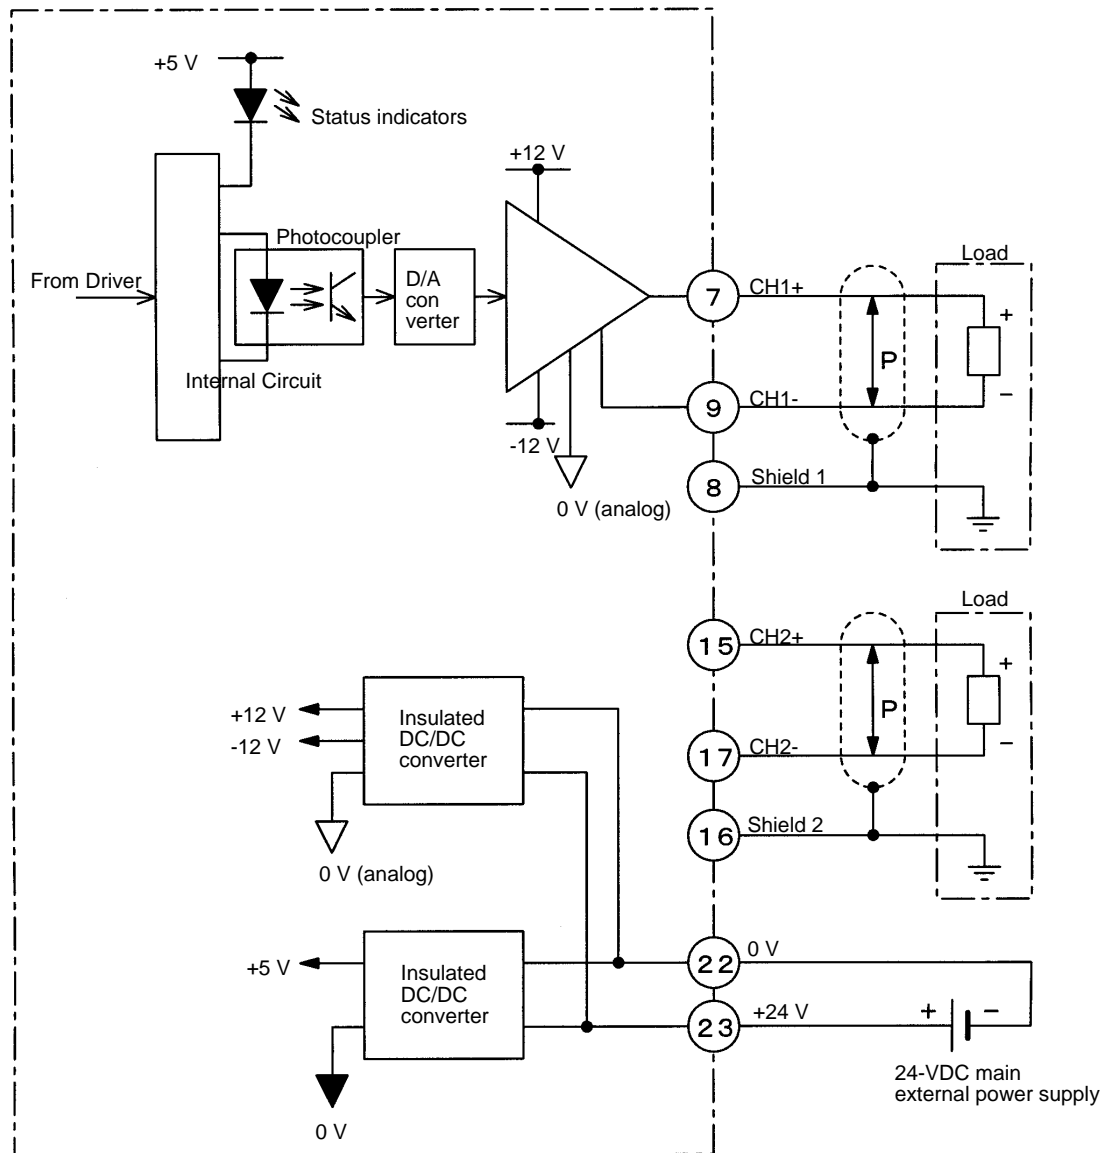 +5 V
Status indicators
+12 V
Photocoupler
From Driver
D/A
con
verter
Internal Circuit
-12 V
0 V (analog)
7
CH1+
9
CH1-
8
Shield 1
Load
+
P
−
15
CH2+
17
CH2-
16
Shield 2
Load
+
P
−
+12 V
-12 V
Insulated
DC/DC
converter
0 V (analog)
+5 V
Insulated
DC/DC
converter
0 V
22
0 V
23
+24 V
+ −
24-VDC main
external power supply